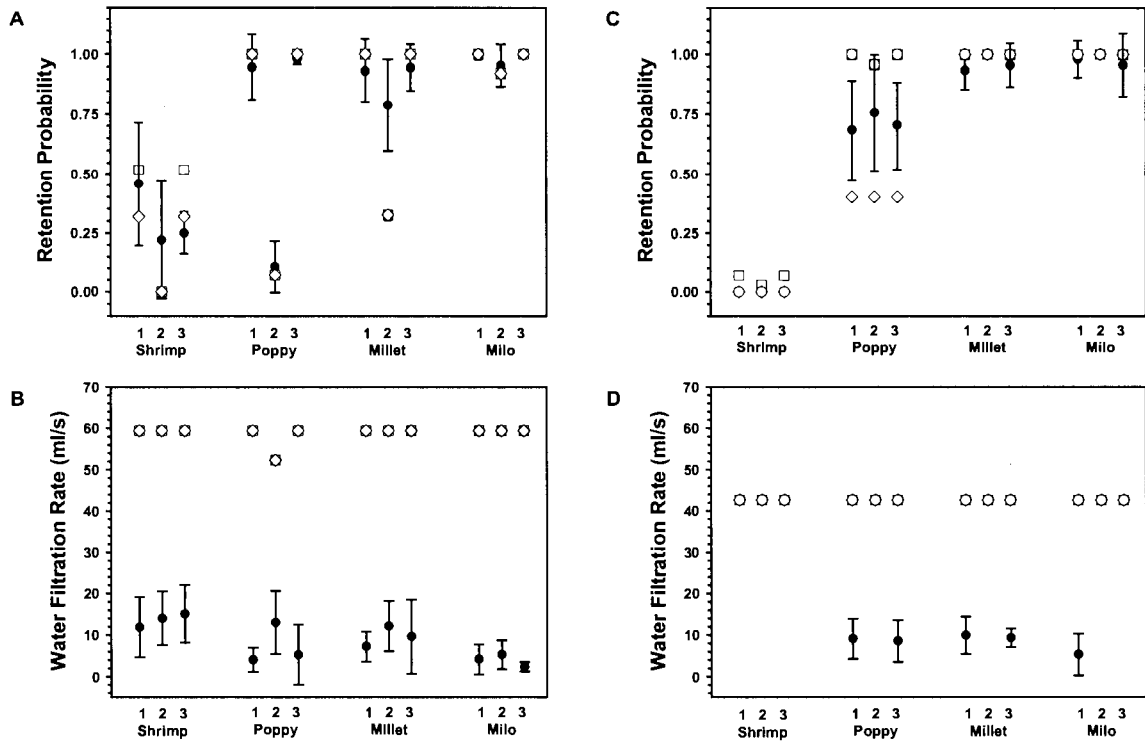 A
Retention Probability
1.00
0.75
0.50
0.25
0.00
1 2 3 1 2 3 1 2 3 1 2 3
Shrimp Poppy Millet Milo
C
Retention Probability
1.00
0.75
0.50
0.25
0.00
1 2 3 1 2 3 1 2 3 1 2 3
Shrimp Poppy Millet Milo
B
Water Filtration Rate (ml/s)
70
60
50
40
30
20
10
0
1 2 3 1 2 3 1 2 3 1 2 3
Shrimp Poppy Millet Milo
D
Water Filtration Rate (ml/s)
70
60
50
40
30
20
10
0
1 2 3 1 2 3 1 2 3 1 2 3
Shrimp Poppy Millet Milo